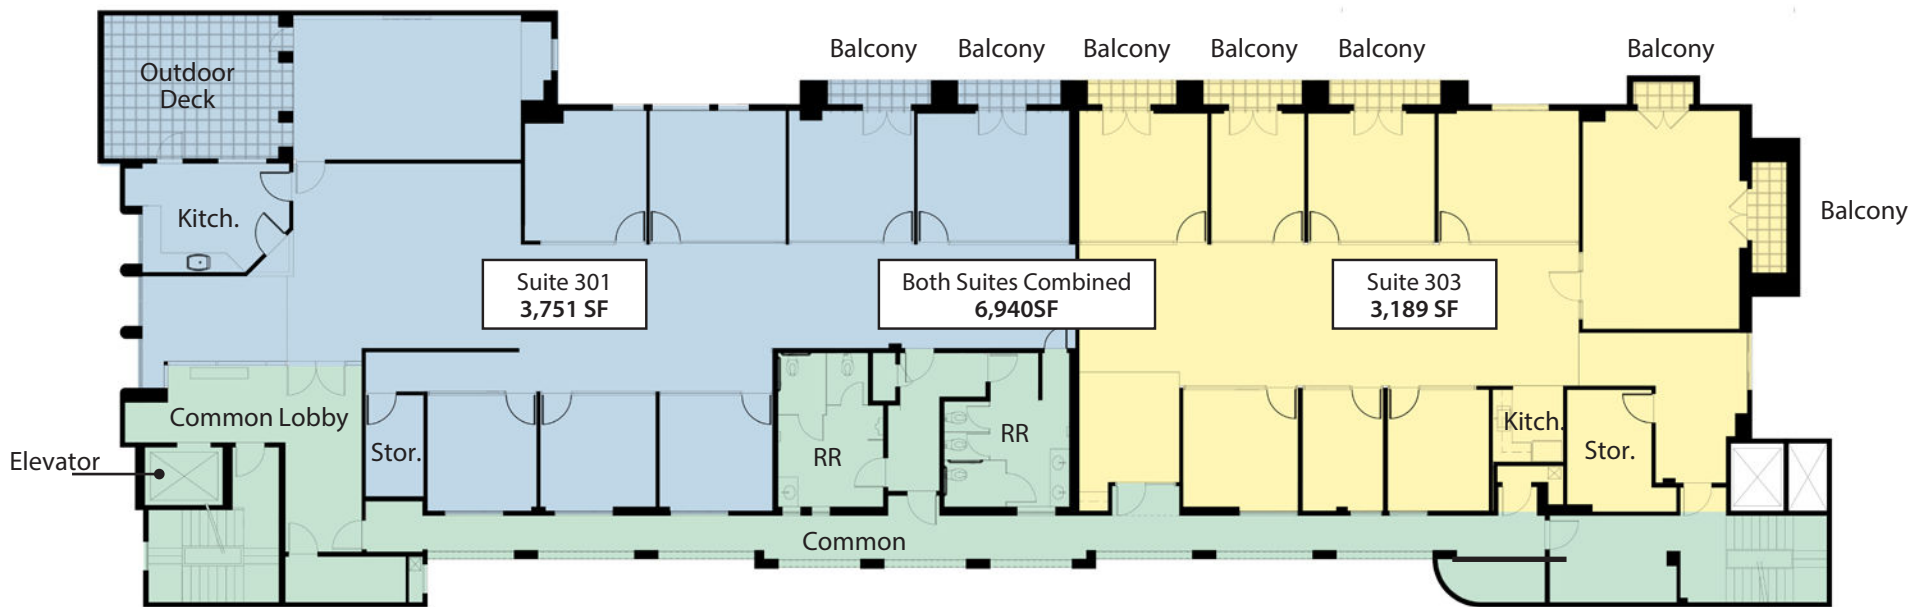 Balcony
Balcony
Balcony
Balcony
Balcony
Balcony
Outdoor
Deck
Kitch.
Balcony
Suite 301
3,751 SF
Both Suites Combined
6,940SF
Suite 303
3,189 SF
Common Lobby
Elevator
Stor.
RR
RR
Kitch.
Stor.
Common